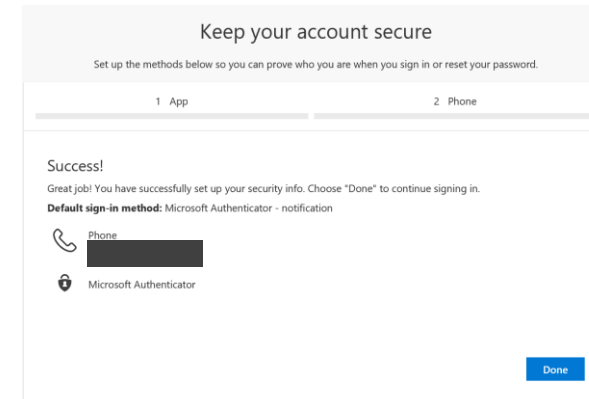 Keep your account secure
Set up the methods below so you can prove who you are when you sign in or reset your password.
1 App
2 Phone
Success!
Great job! You have successfully set up your security info. Choose "Done" to continue signing in.
Default sign-in method: Microsoft Authenticator - notification
Phone
Microsoft Authenticator
Done